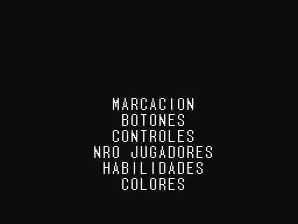 MARCACION
BOTONES
CONTROLES
NRO JUGADORES
HABILIDADES
COLORES